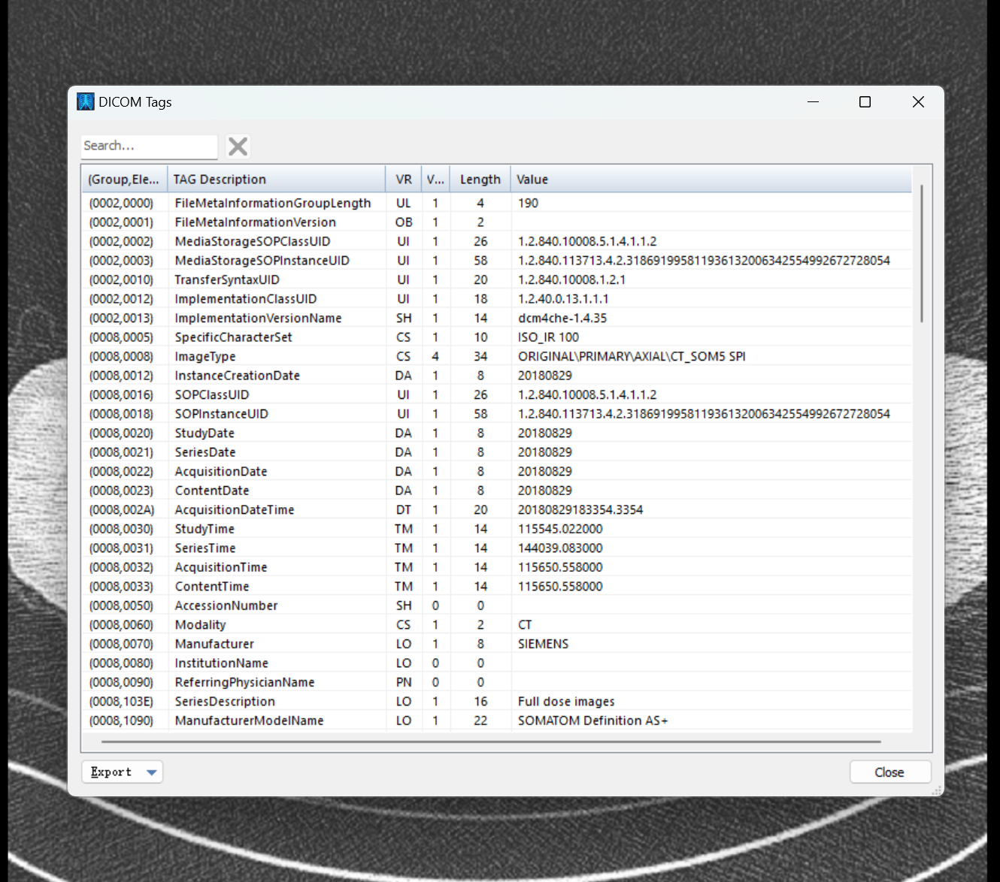 DICOM Tags
Search...
(Group,Ele... TAG Description VR V... Length Value
(0002,0000) FileMetaInformationGroupLength UL 1 4 190
(0002,0001) FileMetaInformationVersion OB 1 2
(0002,0002) MediaStorageSOPClassUID UI 1 26 1.2.840.10008.5.1.4.1.1.2
(0002,0003) MediaStorageSOPInstanceUID UI 1 58 1.2.840.113713.4.2.318691995811936132006342554992672728054
(0002,0010) TransferSyntaxUID UI 1 20 1.2.840.10008.1.2.1
(0002,0012) ImplementationClassUID UI 1 18 1.2.40.0.13.1.1.1
(0002,0013) ImplementationVersionName SH 1 14 dcm4che-1.4.35
(0008,0005) SpecificCharacterSet CS 1 10 ISO_IR 100
(0008,0008) ImageType CS 4 34 ORIGINAL\PRIMARY\AXIAL\CT_SOM5 SPI
(0008,0012) InstanceCreationDate DA 1 8 20180829
(0008,0016) SOPClassUID UI 1 26 1.2.840.10008.5.1.4.1.1.2
(0008,0018) SOPInstanceUID UI 1 58 1.2.840.113713.4.2.318691995811936132006342554992672728054
(0008,0020) StudyDate DA 1 8 20180829
(0008,0021) SeriesDate DA 1 8 20180829
(0008,0022) AcquisitionDate DA 1 8 20180829
(0008,0023) ContentDate DA 1 8 20180829
(0008,002A) AcquisitionDateTime DT 1 20 20180829183354.3354
(0008,0030) StudyTime TM 1 14 115545.022000
(0008,0031) SeriesTime TM 1 14 144039.083000
(0008,0032) AcquisitionTime TM 1 14 115650.558000
(0008,0033) ContentTime TM 1 14 115650.558000
(0008,0050) AccessionNumber SH 0 0
(0008,0060) Modality CS 1 2 CT
(0008,0070) Manufacturer LO 1 8 SIEMENS
(0008,0080) InstitutionName LO 0 0
(0008,0090) ReferringPhysicianName PN 0 0
(0008,103E) SeriesDescription LO 1 16 Full dose images
(0008,1090) ManufacturerModelName LO 1 22 SOMATOM Definition AS+
Export
Close